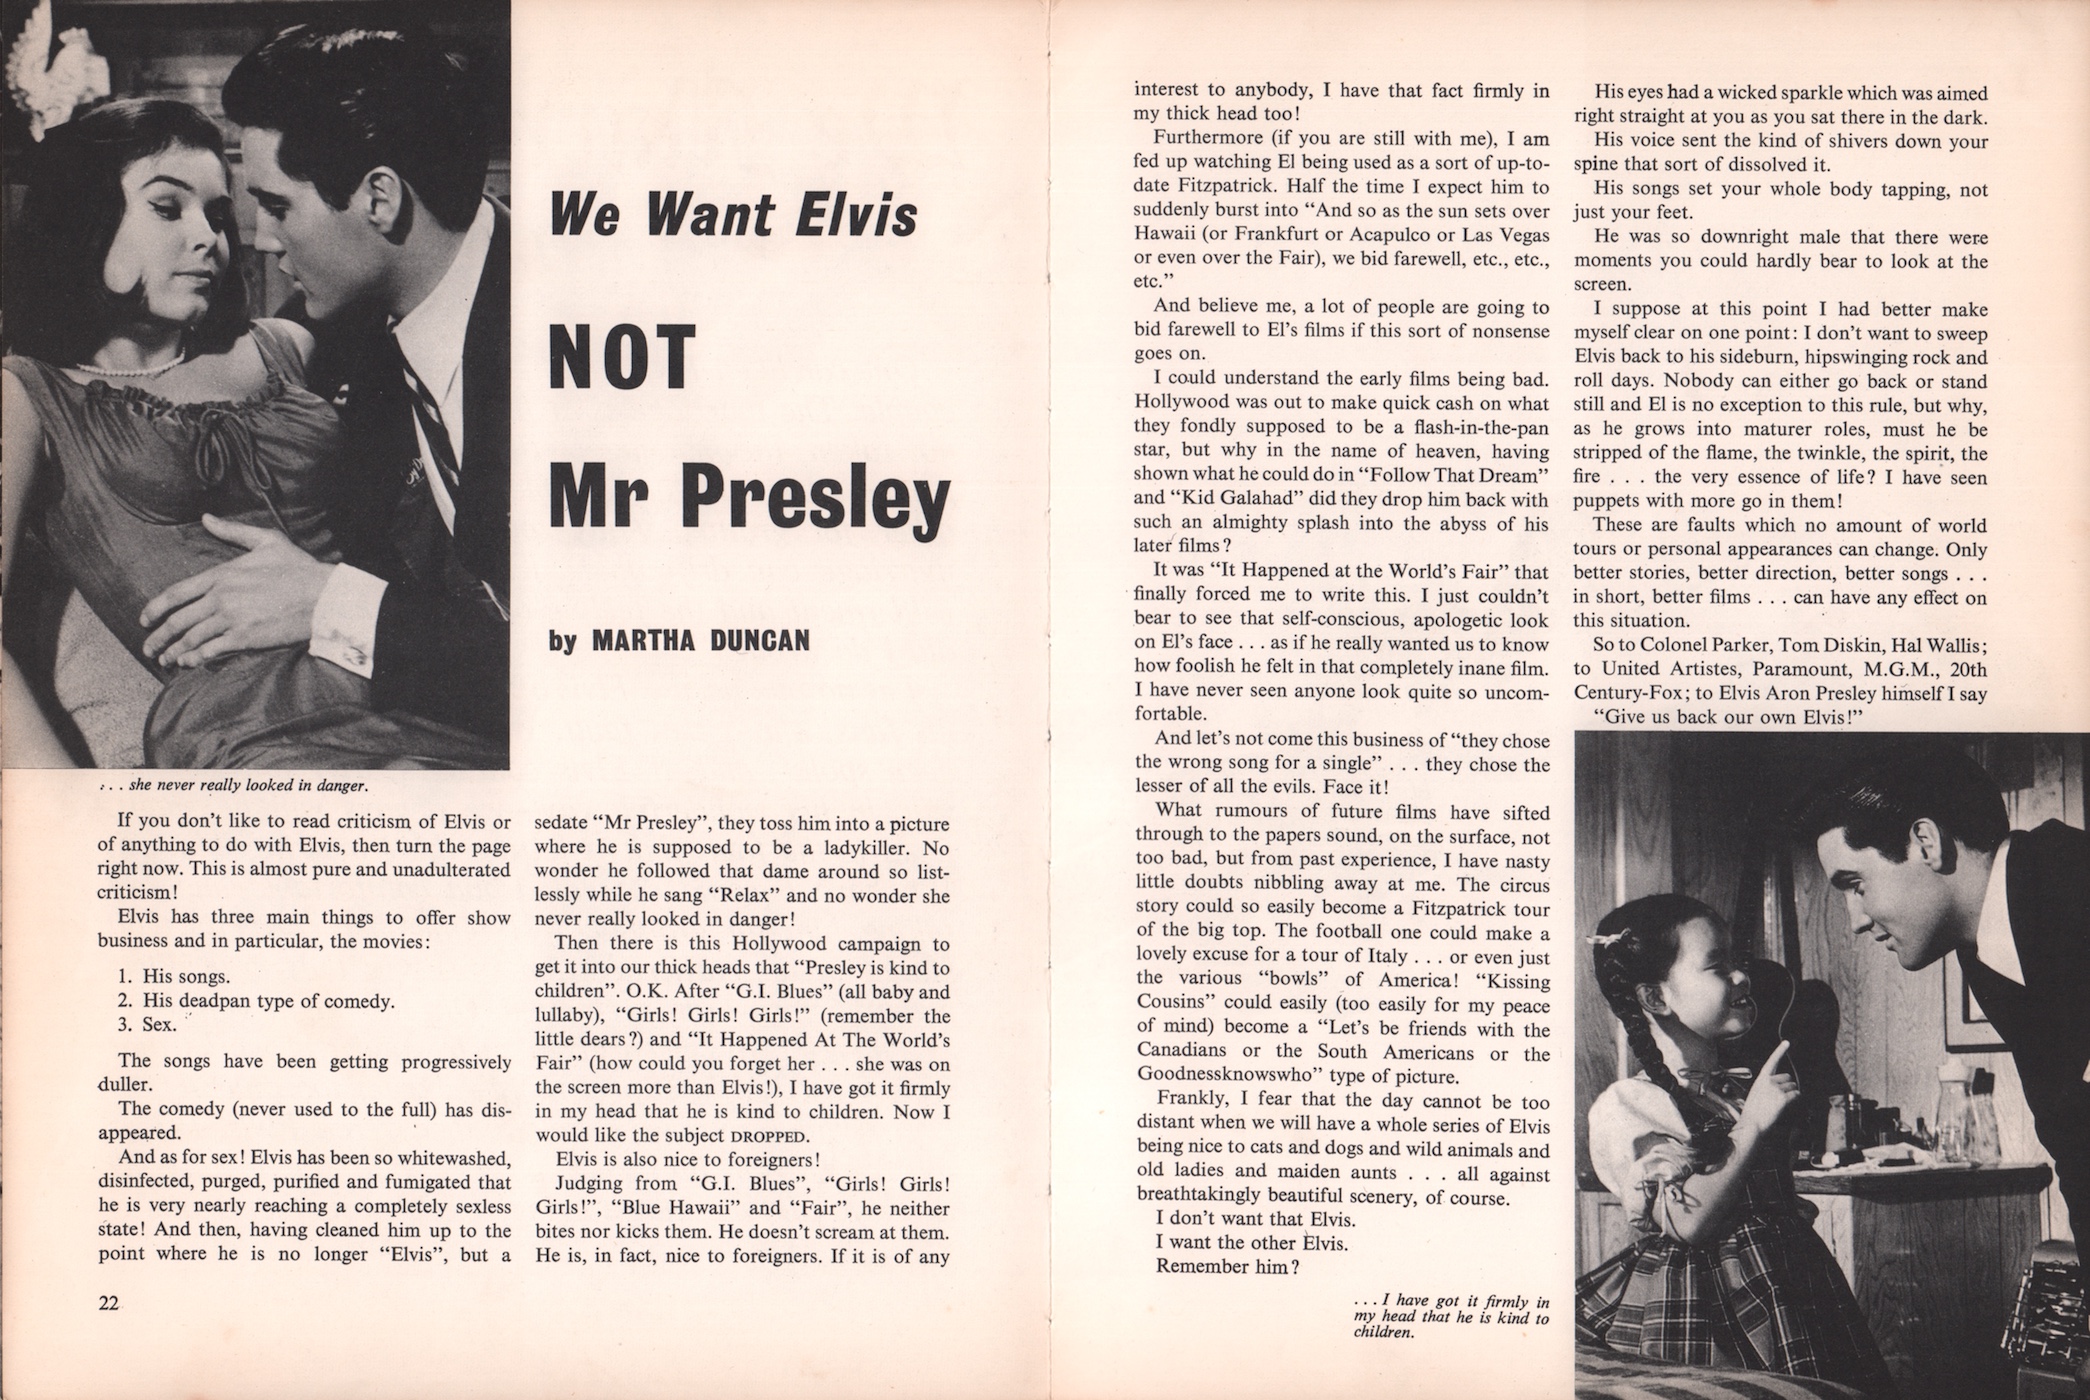 We Want Elvis
NOT
Mr Presley
by MARTHA DUNCAN
. . . she never really looked in danger.
If you don't like to read criticism of Elvis or
of anything to do with Elvis, then turn the page
right now. This is almost pure and unadulterated
criticism!
Elvis has three main things to offer show
business and in particular, the movies:
1. His songs.
2. His deadpan type of comedy.
3. Sex.
The songs have been getting progressively
duller.
The comedy (never used to the full) has dis-
appeared.
And as for sex! Elvis has been so whitewashed,
disinfected, purged, purified and fumigated that
he is very nearly reaching a completely sexless
state! And then, having cleaned him up to the
point where he is no longer “Elvis”, but a
22
sedate “Mr Presley”, they toss him into a picture
where he is supposed to be a ladykiller. No
wonder he followed that dame around so list-
lessly while he sang “Relax” and no wonder she
never really looked in danger!
Then there is this Hollywood campaign to
get it into our thick heads that “Presley is kind to
children”. O.K. After “G.I. Blues” (all baby and
lullaby), “Girls! Girls! Girls!” (remember the
little dears?) and “It Happened At The World's
Fair” (how could you forget her . . . she was on
the screen more than Elvis!), I have got it firmly
in my head that he is kind to children. Now I
would like the subject DROPPED.
Elvis is also nice to foreigners!
Judging from “G.I. Blues”, “Girls! Girls!
Girls!”, “Blue Hawaii” and “Fair”, he neither
bites nor kicks them. He doesn't scream at them.
He is, in fact, nice to foreigners. If it is of any
interest to anybody, I have that fact firmly in
my thick head too!
Furthermore (if you are still with me), I am
fed up watching El being used as a sort of up-to-
date Fitzpatrick. Half the time I expect him to
suddenly burst into “And so as the sun sets over
Hawaii (or Frankfurt or Acapulco or Las Vegas
or even over the Fair), we bid farewell, etc., etc.,
etc.”
And believe me, a lot of people are going to
bid farewell to El's films if this sort of nonsense
goes on.
I could understand the early films being bad.
Hollywood was out to make quick cash on what
they fondly supposed to be a flash-in-the-pan
star, but why in the name of heaven, having
shown what he could do in “Follow That Dream”
and “Kid Galahad” did they drop him back with
such an almighty splash into the abyss of his
later films?
It was “It Happened at the World's Fair” that
finally forced me to write this. I just couldn't
bear to see that self-conscious, apologetic look
on El's face . . . as if he really wanted us to know
how foolish he felt in that completely inane film.
I have never seen anyone look quite so uncom-
fortable.
And let's not come this business of “they chose
the wrong song for a single” . . . they chose the
lesser of all the evils. Face it!
What rumours of future films have sifted
through to the papers sound, on the surface, not
too bad, but from past experience, I have nasty
little doubts nibbling away at me. The circus
story could so easily become a Fitzpatrick tour
of the big top. The football one could make a
lovely excuse for a tour of Italy . . . or even just
the various “bowls” of America! “Kissing
Cousins” could easily (too easily for my peace
of mind) become a “Let's be friends with the
Canadians or the South Americans or the
Goodnessknowswho” type of picture.
Frankly, I fear that the day cannot be too
distant when we will have a whole series of Elvis
being nice to cats and dogs and wild animals and
old ladies and maiden aunts . . . all against
breathtakingly beautiful scenery, of course.
I don't want that Elvis.
I want the other Elvis.
Remember him?
. . . I have got it firmly in
my head that he is kind to
children.
His eyes had a wicked sparkle which was aimed
right straight at you as you sat there in the dark.
His voice sent the kind of shivers down your
spine that sort of dissolved it.
His songs set your whole body tapping, not
just your feet.
He was so downright male that there were
moments you could hardly bear to look at the
screen.
I suppose at this point I had better make
myself clear on one point: I don't want to sweep
Elvis back to his sideburn, hipswinging rock and
roll days. Nobody can either go back or stand
still and El is no exception to this rule, but why,
as he grows into maturer roles, must he be
stripped of the flame, the twinkle, the spirit, the
fire . . . the very essence of life? I have seen
puppets with more go in them!
These are faults which no amount of world
tours or personal appearances can change. Only
better stories, better direction, better songs . . .
in short, better films . . . can have any effect on
this situation.
So to Colonel Parker, Tom Diskin, Hal Wallis;
to United Artistes, Paramount, M.G.M., 20th
Century-Fox; to Elvis Aron Presley himself I say
“Give us back our own Elvis!”